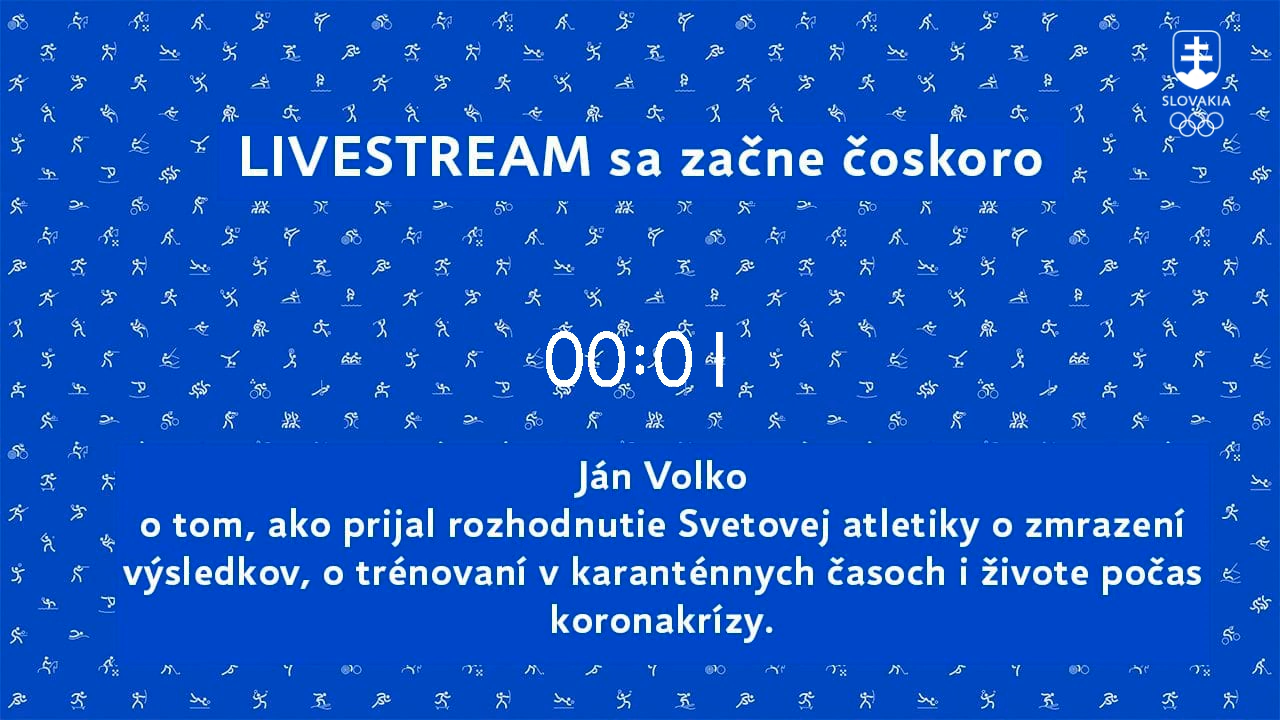 SLOVAKIA
LIVESTREAM sa začne čoskoro
00:01
Ján Volko
o tom, ako prijal rozhodnutie Svetovej atletiky o zmrazení
výsledkov, o trénovaní v karanténnych časoch i živote počas
koronakrízy.